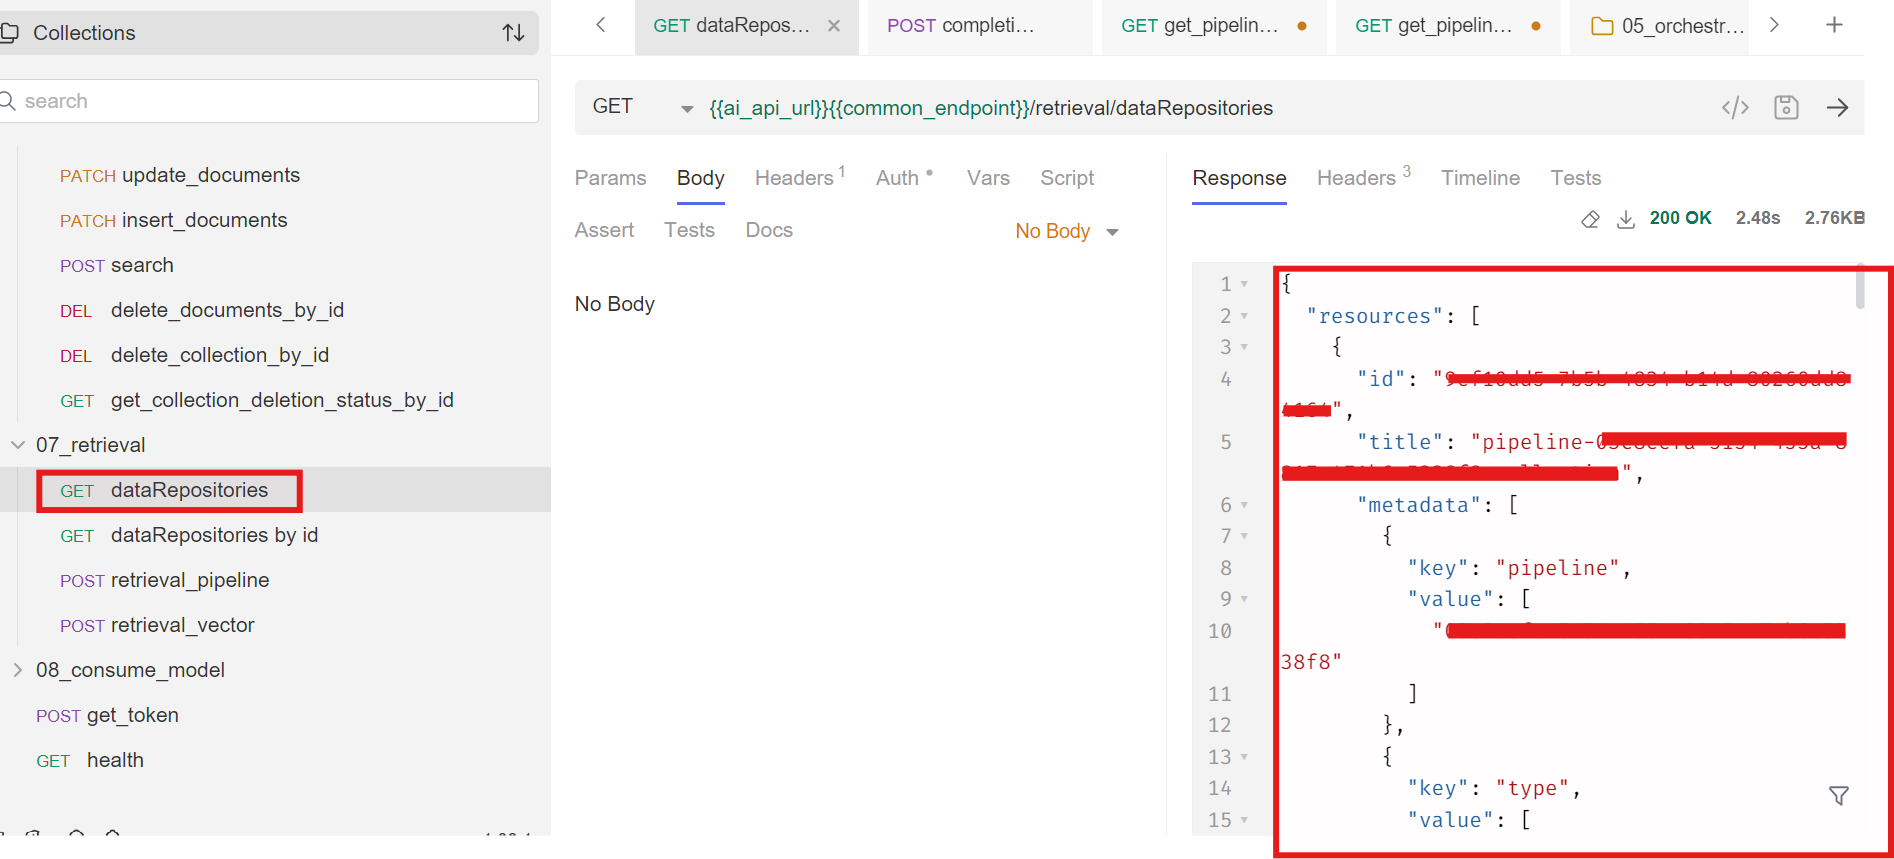 Collections
search
PATCH update_documents
PATCH insert_documents
POST search
DEL delete_documents_by_id
DEL delete_collection_by_id
GET get_collection_deletion_status_by_id
07_retrieval
GET dataRepositories
GET dataRepositories by id
POST retrieval_pipeline
POST retrieval_vector
08_consume_model
POST get_token
GET health
GET dataRepos...
POST completi...
GET get_pipelin...
GET get_pipelin...
05_orchestr...
GET {{ai_api_url}}{{common_endpoint}}/retrieval/dataRepositories
Params Body Headers 1 Auth Vars Script
Assert Tests Docs No Body
No Body
Response Headers 3 Timeline Tests
200 OK 2.48s 2.76KB
1 {
2 "resources": [
3 {
4 "id": "
",
5 "title": "pipeline-
",
6 "metadata": [
7 {
8 "key": "pipeline",
9 "value": [
10 "
38f8"
11 ]
12 },
13 {
14 "key": "type",
15 "value": [